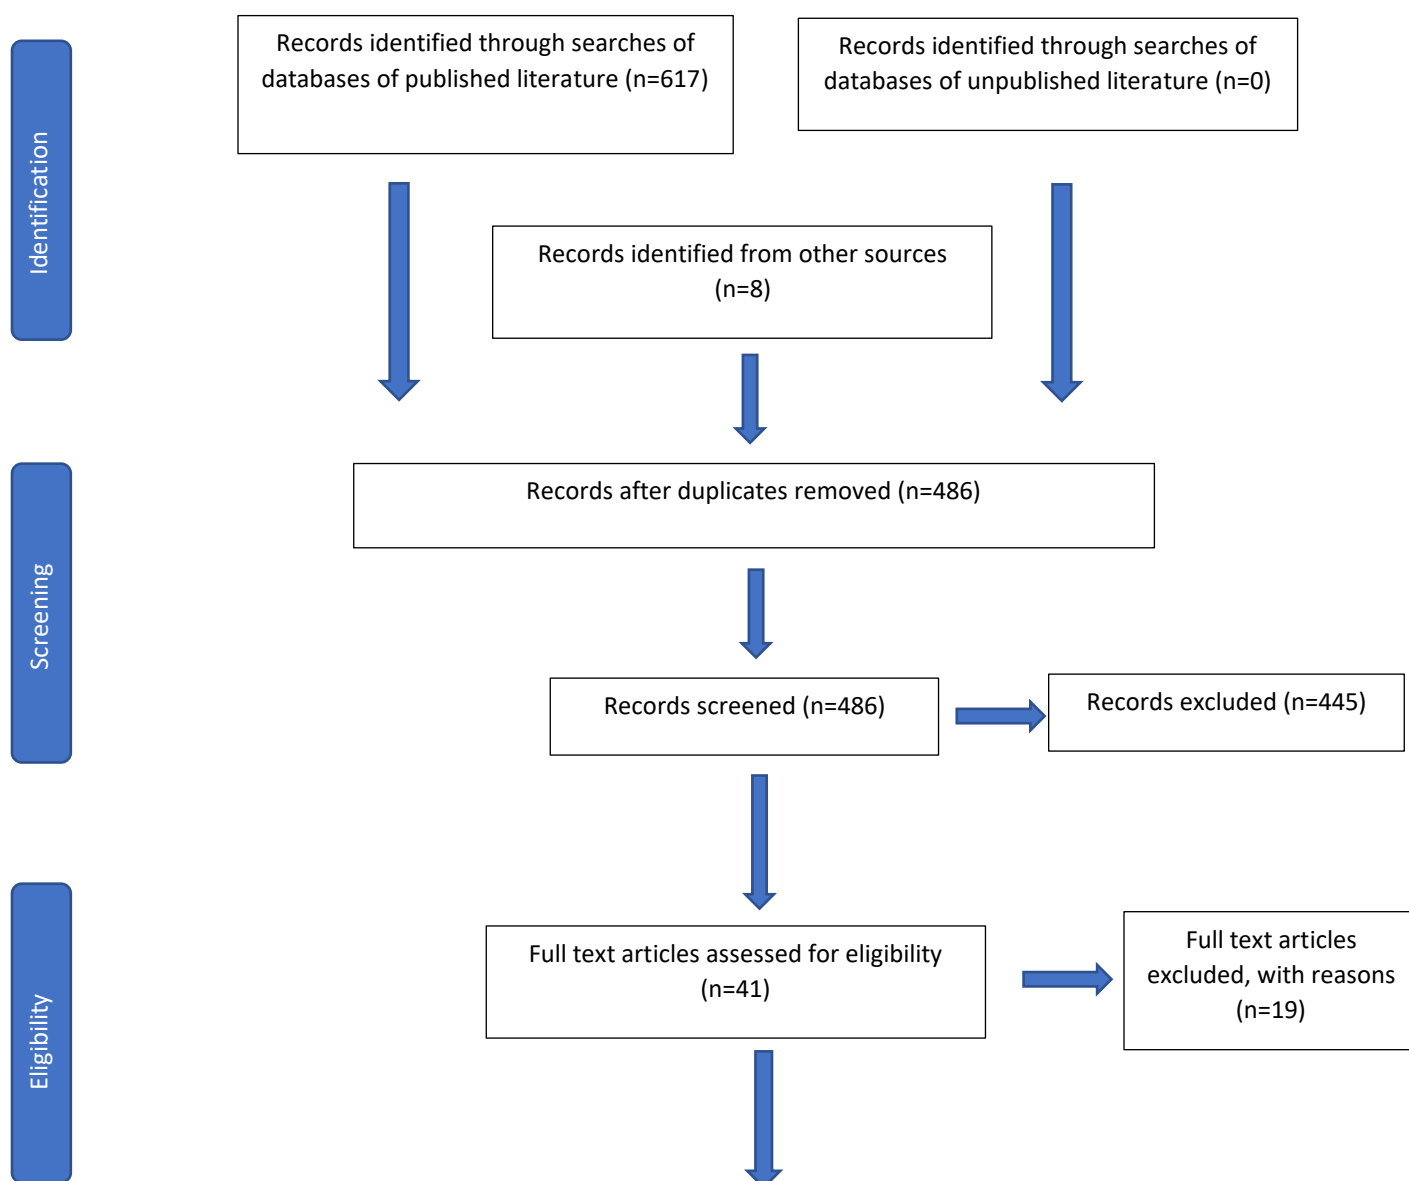 Identification
Records identified through searches of
databases of published literature (n=617)
Records identified through searches of
databases of unpublished literature (n=0)
Records identified from other sources
(n=8)
Screening
Records after duplicates removed (n=486)
Records screened (n=486)
Records excluded (n=445)
Eligibility
Full text articles assessed for eligibility
(n=41)
Full text articles
excluded, with reasons
(n=19)